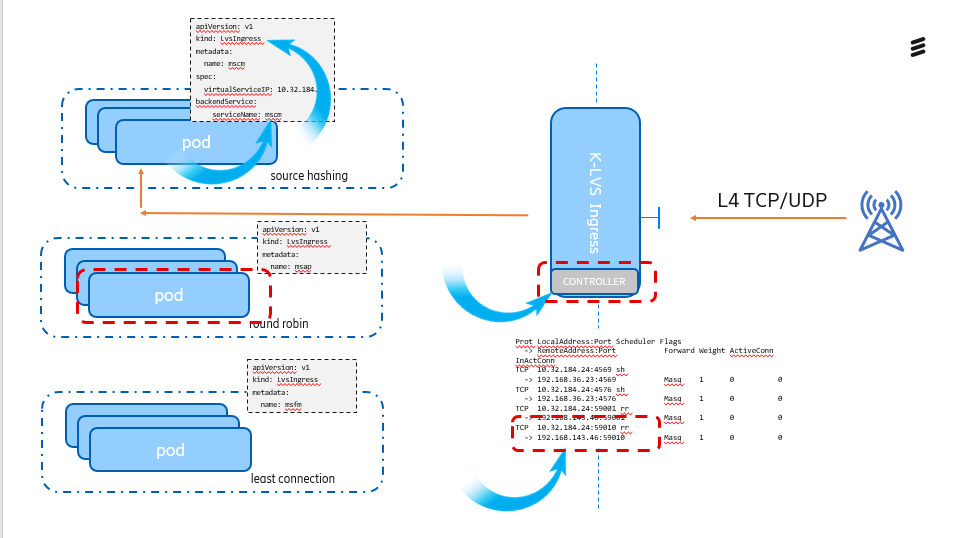 apiVersion: v1
kind: LvsIngress
metadata:
name: mscm
spec:
virtualServiceIP: 10.32.184.
backendService:
serviceName: mscm
pod
source hashing
apiVersion: v1
kind: LvsIngress
metadata:
name: msap
pod
round robin
apiVersion: v1
kind: LvsIngress
metadata:
name: msfm
pod
least connection
K-LVS Ingress
CONTROLLER
L4 TCP/UDP
Prot LocalAddress:Port Scheduler Flags
-> RemoteAddress:Port Forward Weight ActiveConn
InActConn
TCP 10.32.184.24:4569 sh
-> 192.168.36.23:4569 Masq 1 0 0
TCP 10.32.184.24:4576 sh
-> 192.168.36.23:4576 Masq 1 0 0
TCP 10.32.184.24:59001 rr
-> 192.168.143.46:59001 Masq 1 0 0
TCP 10.32.184.24:59010 rr
-> 192.168.143.46:59010 Masq 1 0 0